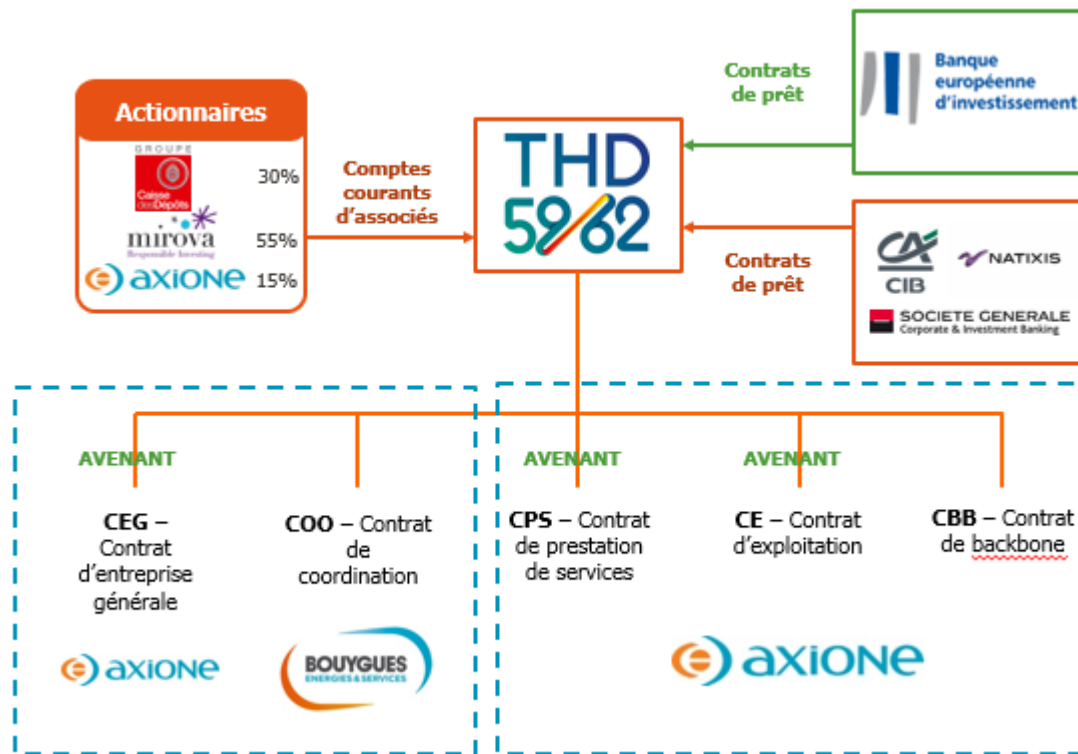 Actionnaires
GROUPE
Caisse
desDépôts
30%
mirova
Responsible Investing
55%
axione
15%
Comptes
courants
d'associés
THD
59/62
Contrats
de prêt
Banque
européenne
d'investissement
Contrats
de prêt
CA
CIB
NATIXIS
SOCIETE GENERALE
Corporate & Investment Banking
AVENANT
CEG – 
Contrat
d'entreprise
générale
axione
COO – Contrat
de
coordination
BOUYGUES
ENERGIES & SERVICES
AVENANT
CPS – Contrat
de prestation
de services
AVENANT
CE – Contrat
d'exploitation
CBB – Contrat
de backbone
axione